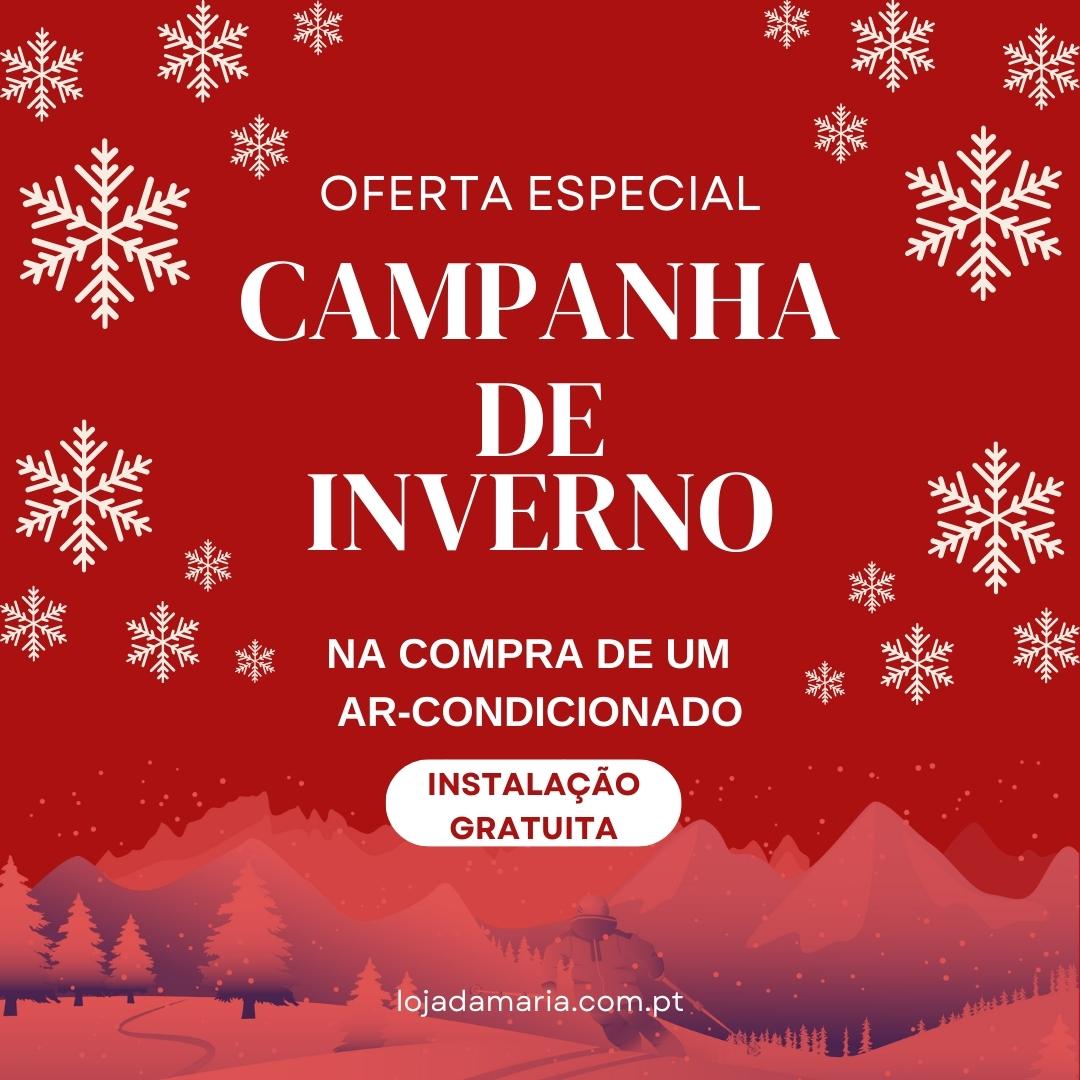 OFERTA ESPECIAL
CAMPANHA
DE
INVERNO
NA COMPRA DE UM
AR-CONDICIONADO
INSTALAÇÃO
GRATUITA
lojadamaria.com.pt